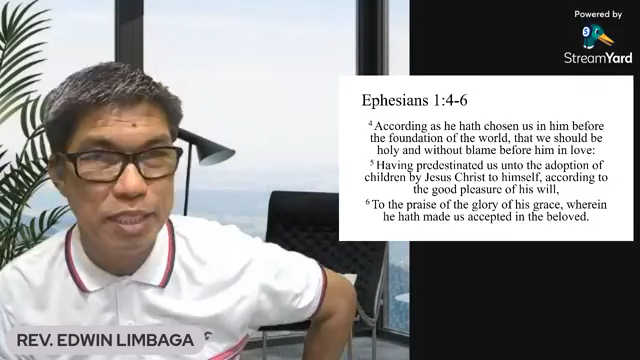 Powered by
StreamYard
Ephesians 1:4-6
4 According as he hath chosen us in him before
the foundation of the world, that we should be
holy and without blame before him in love:
5 Having predestinated us unto the adoption of
children by Jesus Christ to himself, according to
the good pleasure of his will,
6 To the praise of the glory of his grace, wherein
he hath made us accepted in the beloved.
REV. EDWIN LIMBAGA